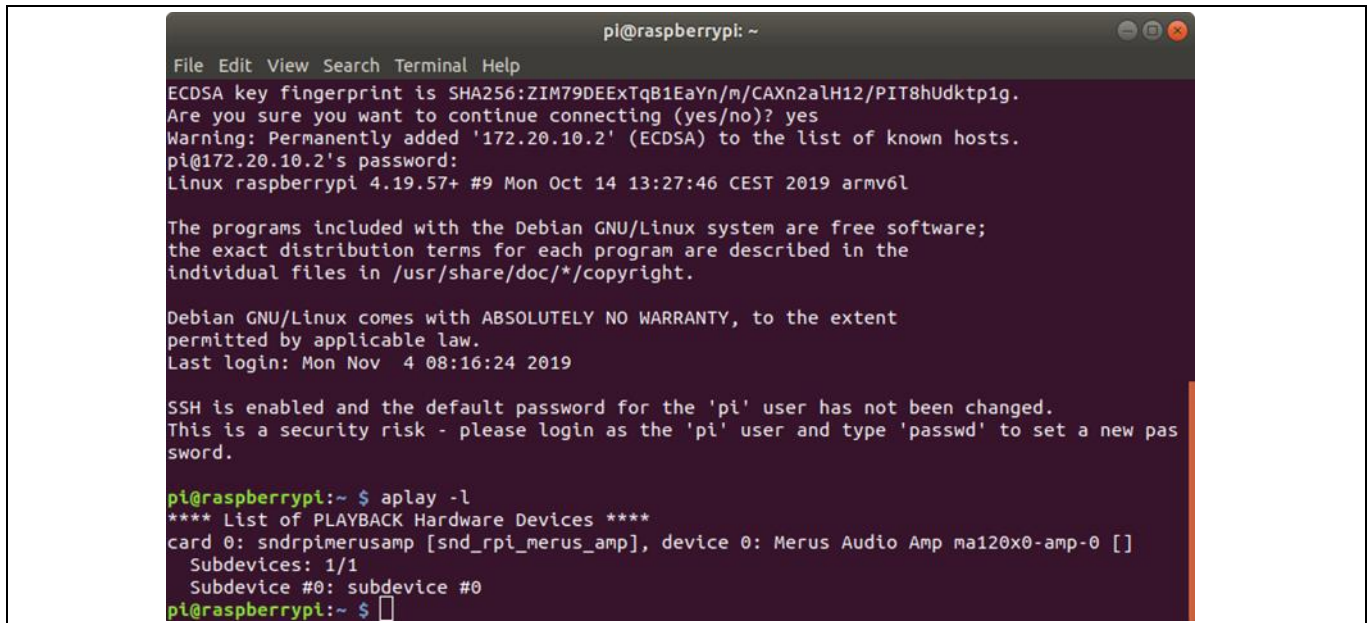 pi@raspberrypi: ~
File Edit View Search Terminal Help
ECDSA key fingerprint is SHA256:ZIM79DEExTqB1EaYn/m/CAXn2alH12/PIT8hUdktp1g.
Are you sure you want to continue connecting (yes/no)? yes
Warning: Permanently added '172.20.10.2' (ECDSA) to the list of known hosts.
pi@172.20.10.2's password:
Linux raspberrypi 4.19.57+ #9 Mon Oct 14 13:27:46 CEST 2019 armv6l
The programs included with the Debian GNU/Linux system are free software;
the exact distribution terms for each program are described in the
individual files in /usr/share/doc/*/copyright.
Debian GNU/Linux comes with ABSOLUTELY NO WARRANTY, to the extent
permitted by applicable law.
Last login: Mon Nov  4 08:16:24 2019
SSH is enabled and the default password for the 'pi' user has not been changed.
This is a security risk - please login as the 'pi' user and type 'passwd' to set a new pas
sword.
pi@raspberrypi:~ $ aplay -l
**** List of PLAYBACK Hardware Devices ****
card 0: sndrpimerusamp [snd_rpi_merus_amp], device 0: Merus Audio Amp ma120x0-amp-0 []
  Subdevices: 1/1
  Subdevice #0: subdevice #0
pi@raspberrypi:~ $